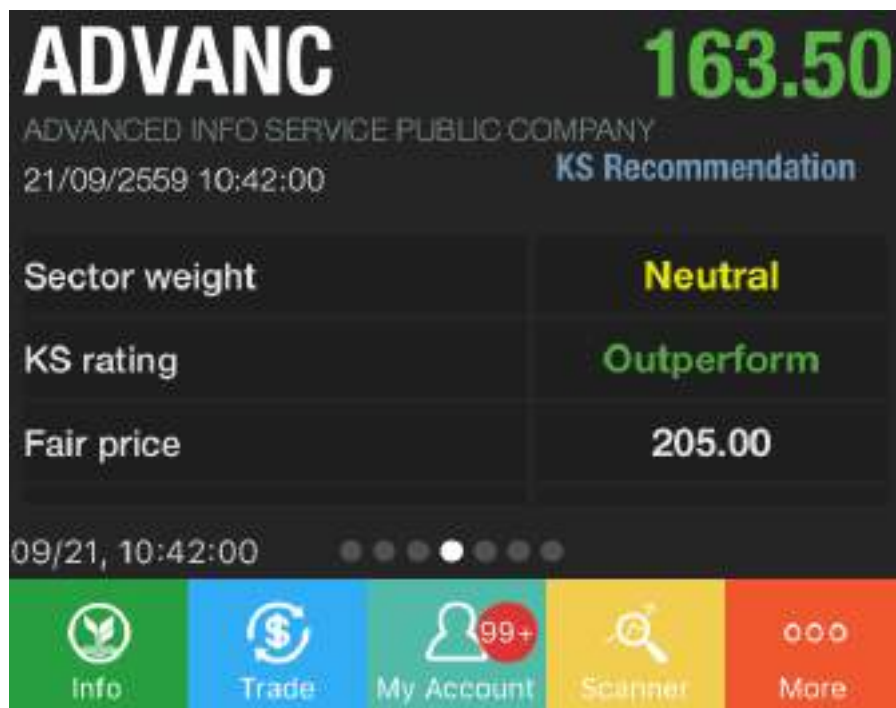 ADVANC 163.50
ADVANCED INFO SERVICE PUBLIC COMPANY
21/09/2559 10:42:00 KS Recommendation
Sector weight Neutral
KS rating Outperform
Fair price 205.00
09/21, 10:42:00
99+
Info Trade My Account Scanner More